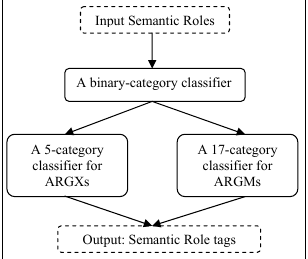 Input Semantic Roles
A binary-category classifier
A 5-category
classifier for
ARGXs
A 17-category
classifier for
ARGMs
Output: Semantic Role tags